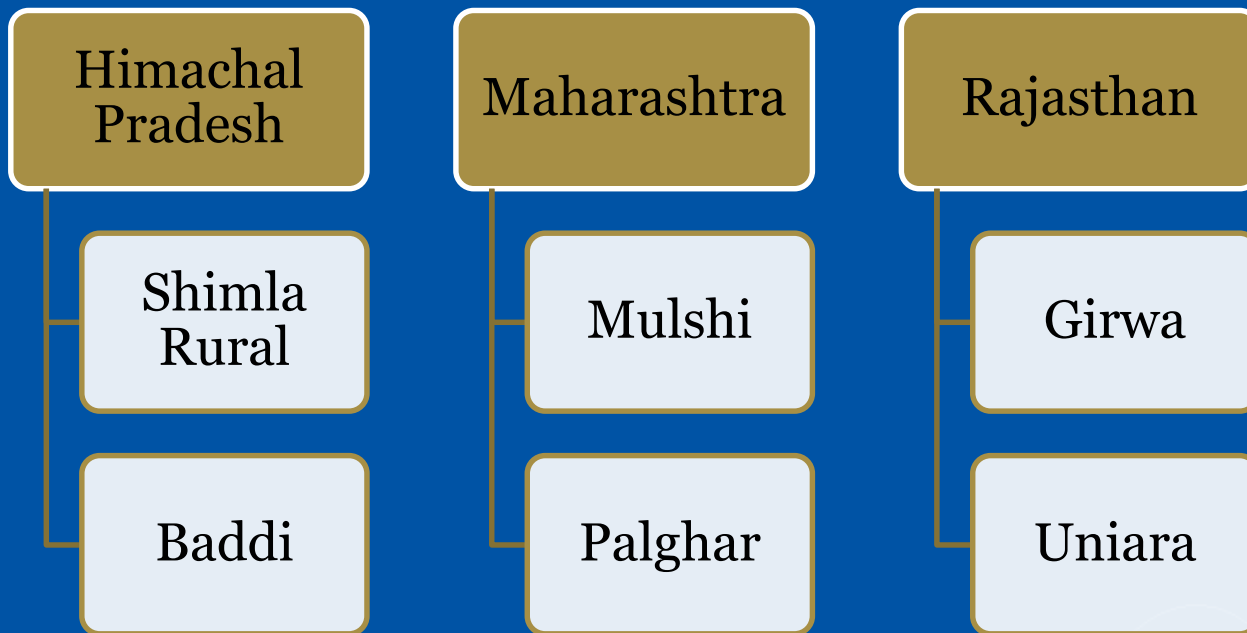 Himachal
Pradesh
Shimla
Rural
Baddi
Maharashtra
Mulshi
Palghar
Rajasthan
Girwa
Uniara